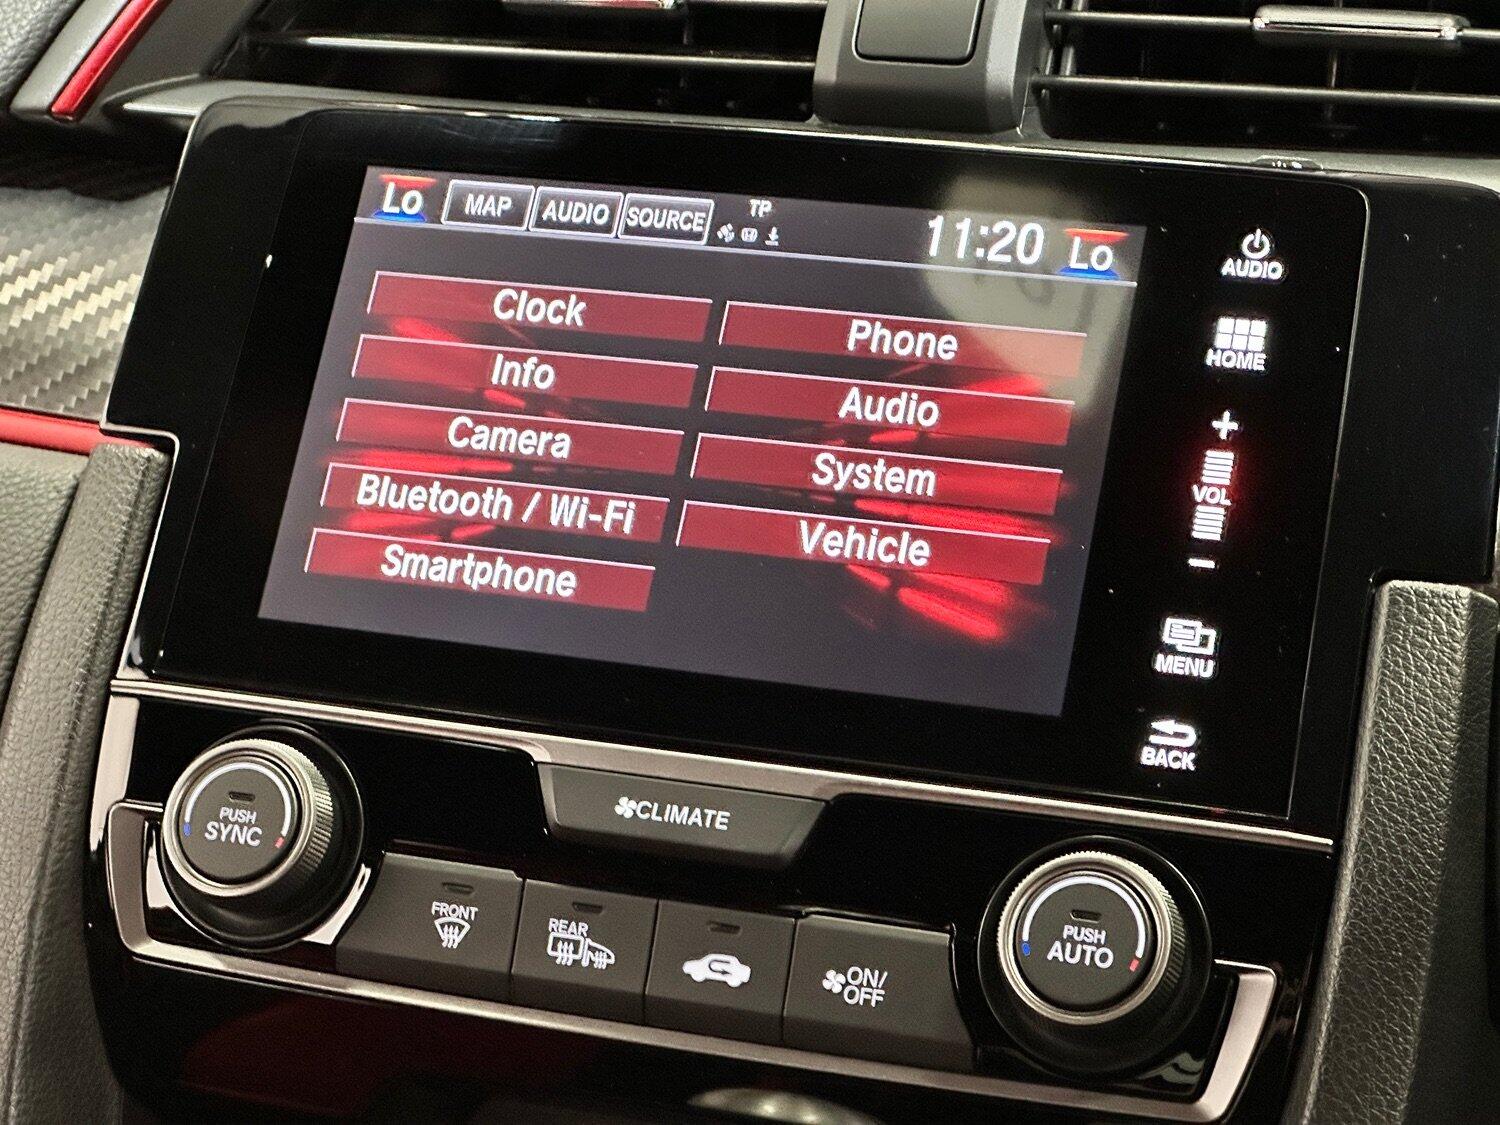 Lo MAP AUDIO SOURCE TP 11:20 Lo
Clock
Phone
Info
Audio
Camera
System
Bluetooth / Wi-Fi
Vehicle
Smartphone
AUDIO
HOME
+
VOL
−
MENU
BACK
CLIMATE
PUSH
SYNC
FRONT
REAR
ON/
OFF
PUSH
AUTO